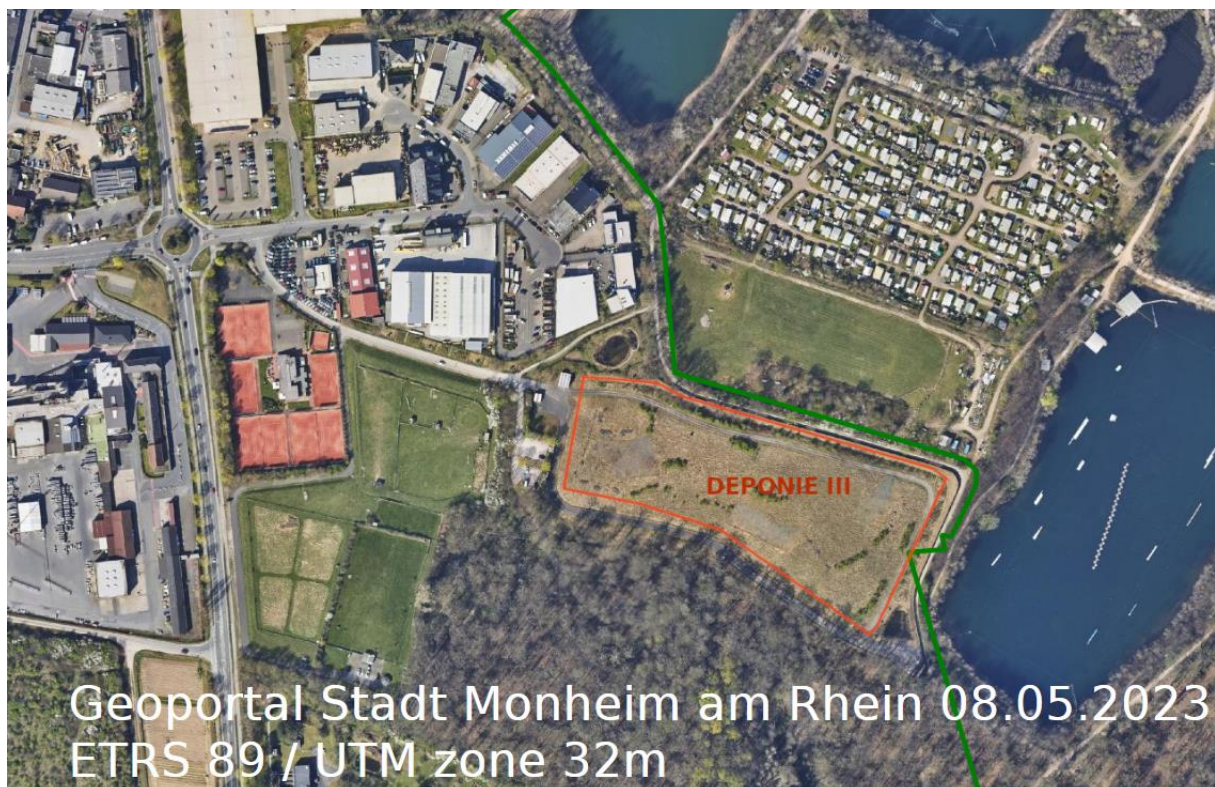 DEPONIE III
Geoportal Stadt Monheim am Rhein 08.05.2023
ETRS 89 / UTM zone 32m